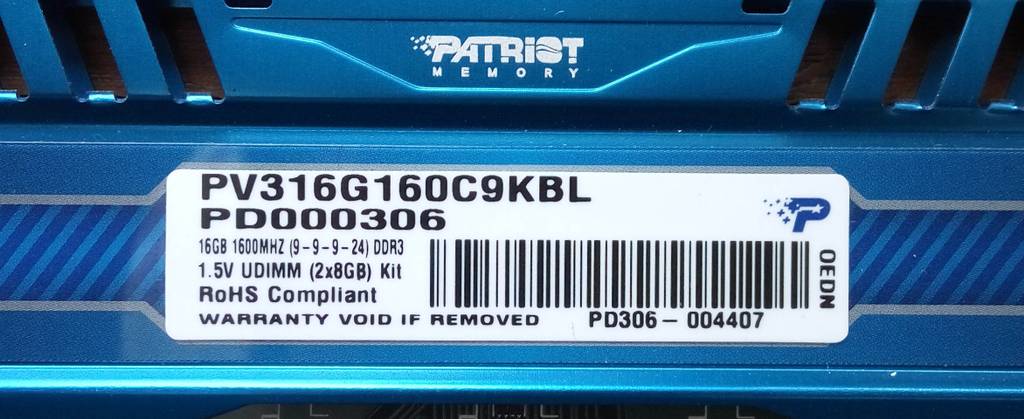 PATRIOT
MEMORY
PV316G160C9KBL
PD000306
16GB 1600MHZ (9-9-9-24) DDR3
1.5V UDIMM (2x8GB) Kit
RoHS Compliant
WARRANTY VOID IF REMOVED
PD306-004407
P
OEDN